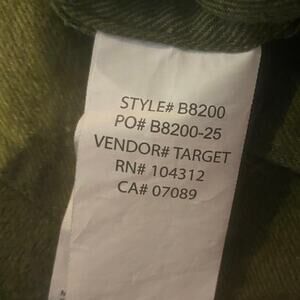 STYLE# B8200
PO# B8200-25
VENDOR# TARGET
RN# 104312
CA# 07089